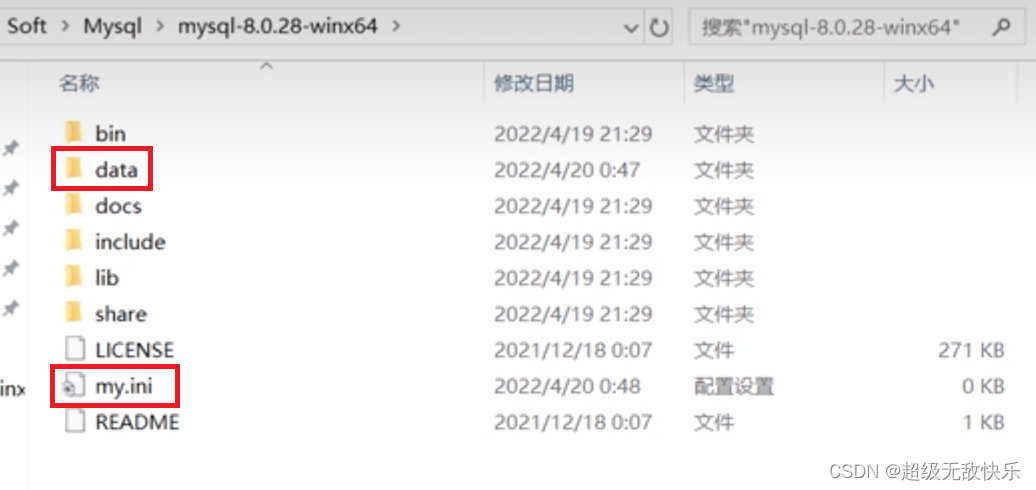 Soft > Mysql > mysql-8.0.28-winx64 > 搜索"mysql-8.0.28-winx64"
名称 修改日期 类型 大小
bin 2022/4/19 21:29 文件夹
data 2022/4/20 0:47 文件夹
docs 2022/4/19 21:29 文件夹
include 2022/4/19 21:29 文件夹
lib 2022/4/19 21:29 文件夹
share 2022/4/19 21:29 文件夹
LICENSE 2021/12/18 0:07 文件 271 KB
inx my.ini 2022/4/20 0:48 配置设置 0 KB
README 2021/12/18 0:07 文件 1 KB
CSDN @超级无敌快乐